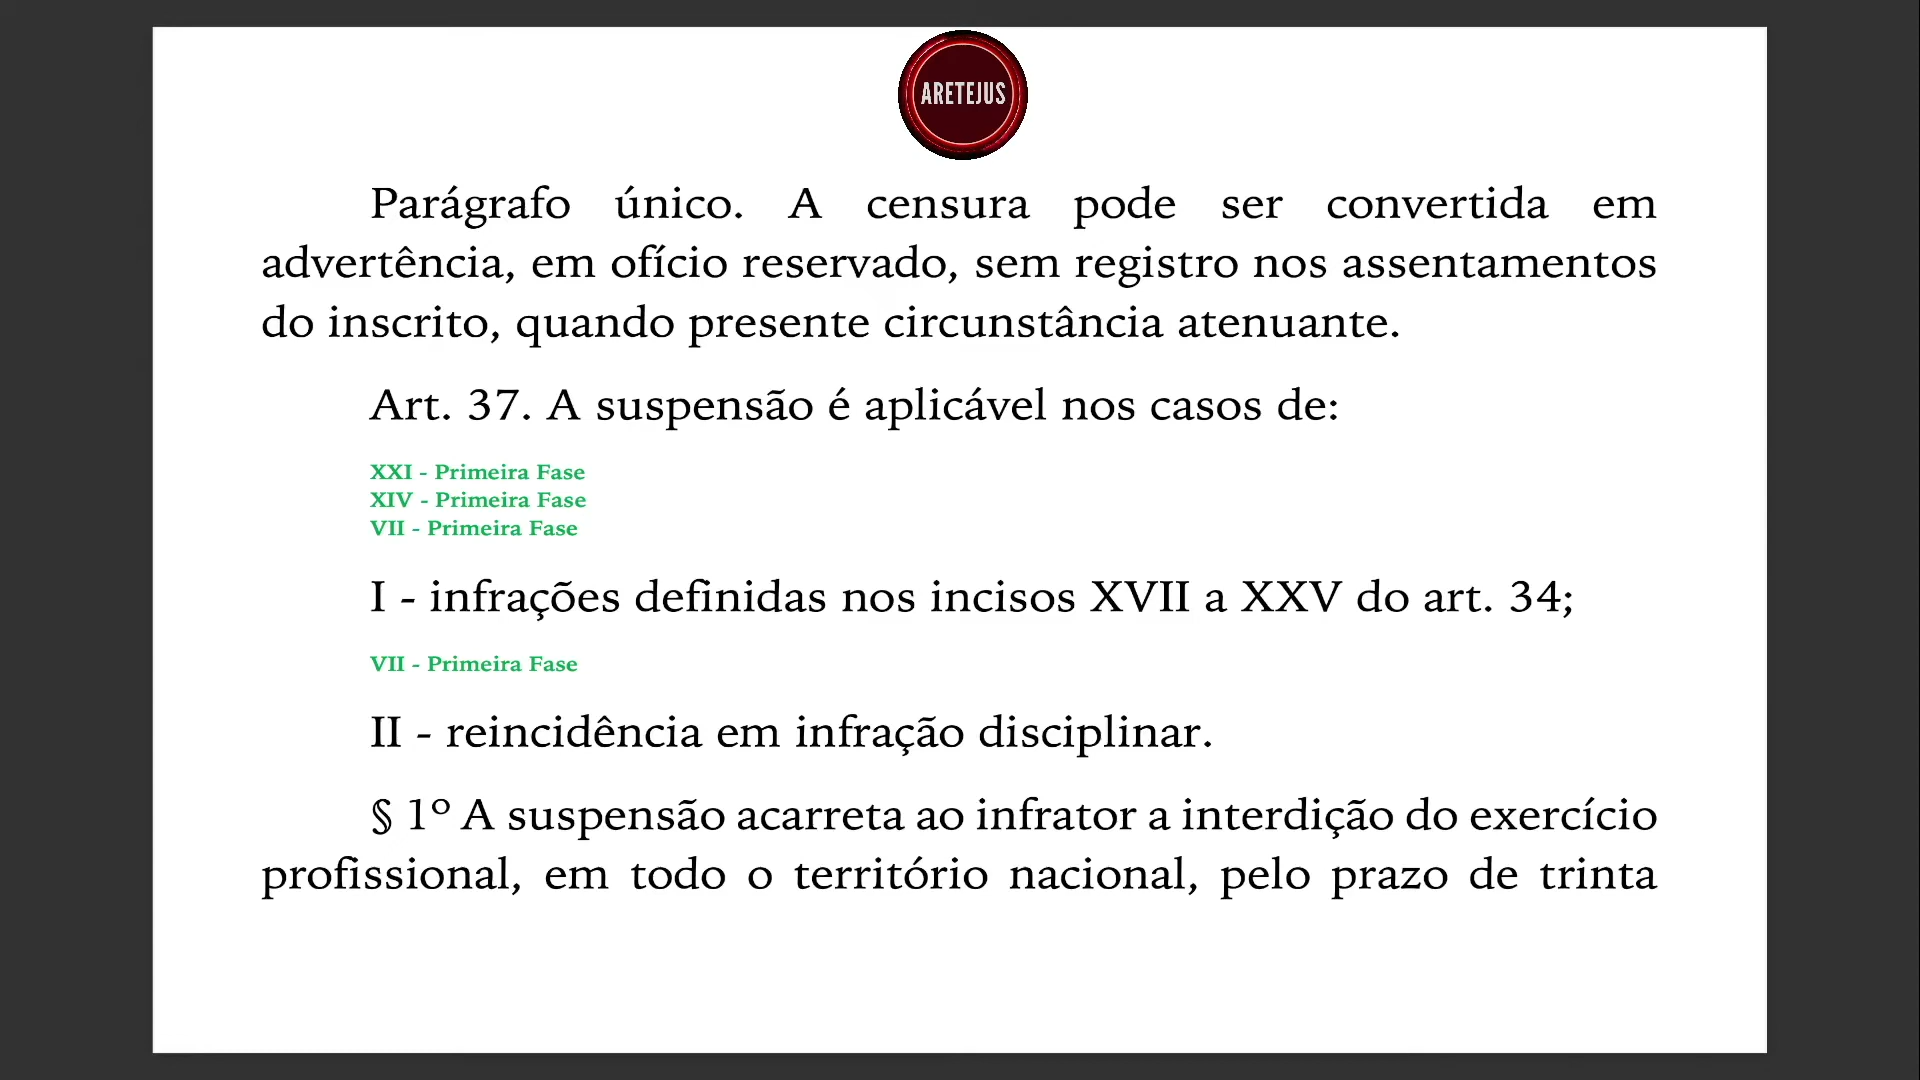 ARETEJUS
Parágrafo único. A censura pode ser convertida em
advertência, em ofício reservado, sem registro nos assentamentos
do inscrito, quando presente circunstância atenuante.
Art. 37. A suspensão é aplicável nos casos de:
XXI - Primeira Fase
XIV - Primeira Fase
VII - Primeira Fase
I - infrações definidas nos incisos XVII a XXV do art. 34;
VII - Primeira Fase
II - reincidência em infração disciplinar.
§ 1º A suspensão acarreta ao infrator a interdição do exercício
profissional, em todo o território nacional, pelo prazo de trinta